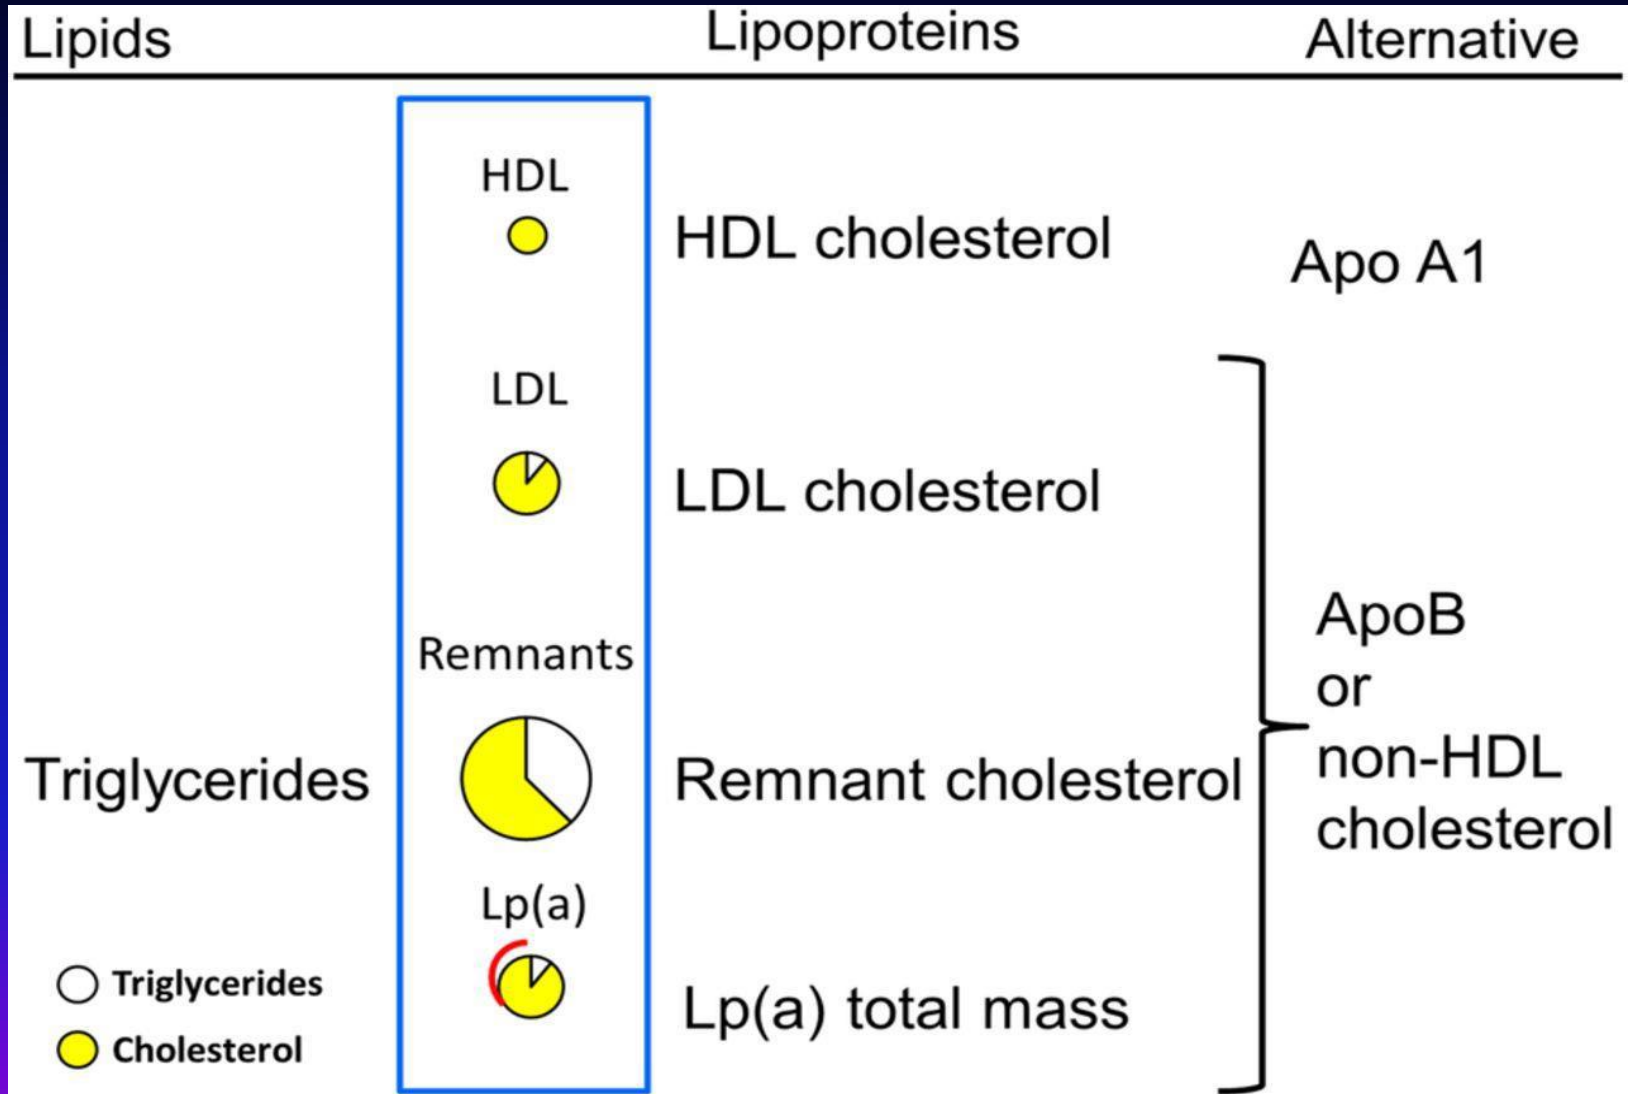 Lipids
Lipoproteins
Alternative
HDL
HDL cholesterol
Apo A1
LDL
LDL cholesterol
Remnants
Triglycerides
Remnant cholesterol
ApoB
or
non-HDL
cholesterol
Lp(a)
Lp(a) total mass
Triglycerides
Cholesterol